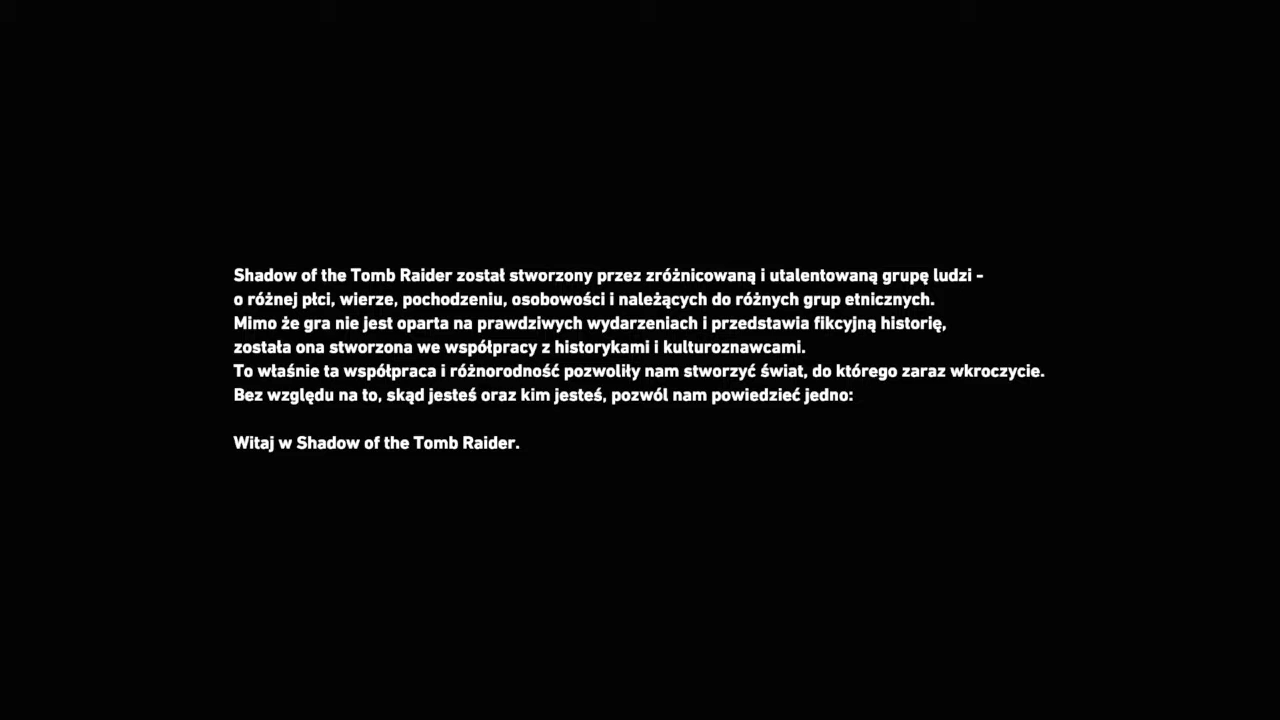 Shadow of the Tomb Raider został stworzony przez zróżnicowaną i utalentowaną grupę ludzi -
o różnej płci, wierze, pochodzeniu, osobowości i należących do różnych grup etnicznych.
Mimo że gra nie jest oparta na prawdziwych wydarzeniach i przedstawia fikcyjną historię,
została ona stworzona we współpracy z historykami i kulturoznawcami.
To właśnie ta współpraca i różnorodność pozwoliły nam stworzyć świat, do którego zaraz wkroczycie.
Bez względu na to, skąd jesteś oraz kim jesteś, pozwól nam powiedzieć jedno:
Witaj w Shadow of the Tomb Raider.